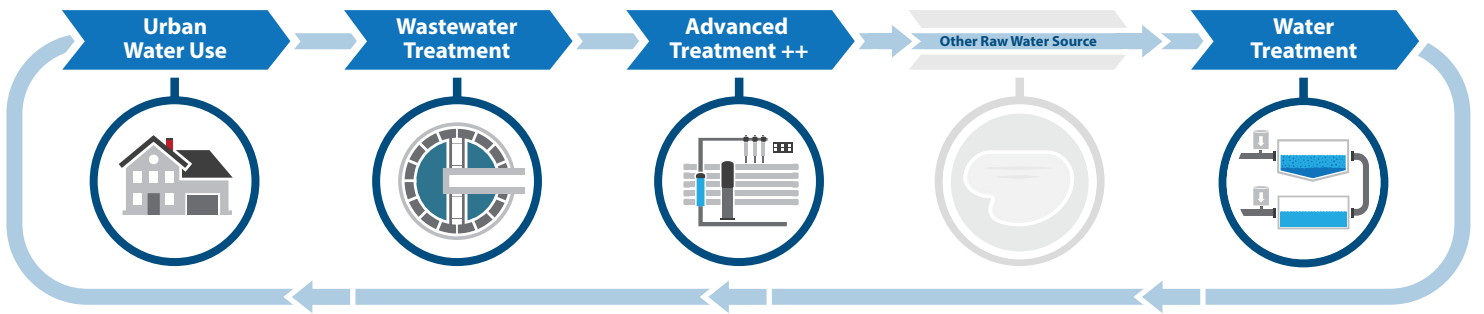 Urban
Water Use
Wastewater
Treatment
Advanced
Treatment ++
Other Raw Water Source
Water
Treatment